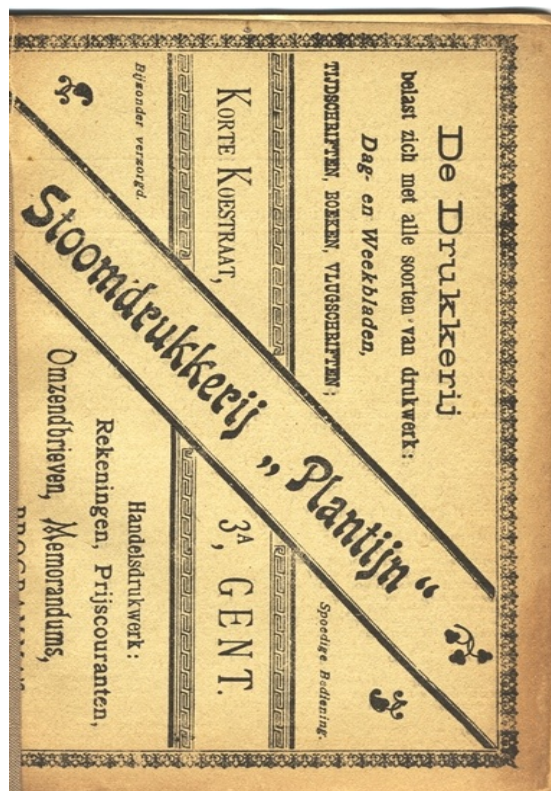 De Drukkerij
belast zich met alle soorten van drukwerk:
Dag- en Weekbladen,
TIJDSCHRIFTEN, BOEKEN, VLUGSCHRIFTEN;
Stoomdrukkerij „Plantijn“
KORTE KOESTRAAT, 3A, GENT.
Spoedige Bediening.
Bijzonder verzorgd.
Handelsdrukwerk:
Rekeningen, Prijscouranten,
Omzendbrieven, Memorandums,